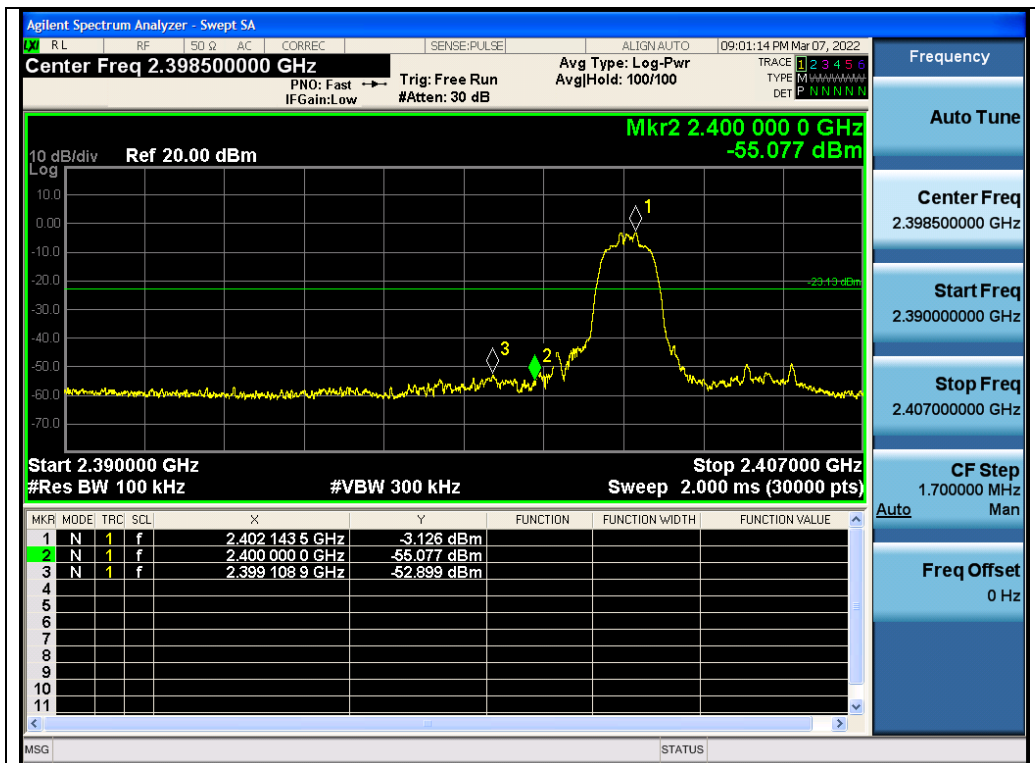 Agilent Spectrum Analyzer - Swept SA
LXI RL RF 50 Ω AC CORREC SENSE:PULSE ALIGN AUTO 09:01:14 PM Mar 07, 2022
Center Freq 2.398500000 GHz
PNO: Fast
IFGain:Low
Trig: Free Run
#Atten: 30 dB
Avg Type: Log-Pwr
Avg|Hold: 100/100
TRACE 1 2 3 4 5 6
TYPE M WWWWW
DET P N N N N N
Mkr2 2.400 000 0 GHz
-55.077 dBm
10 dB/div
Log
Ref 20.00 dBm
10.0
0.00
-10.0
-20.0
-30.0
-40.0
-50.0
-60.0
-70.0
1
-23.13 dBm
3
2
Start 2.390000 GHz
Stop 2.407000 GHz
#Res BW 100 kHz
#VBW 300 kHz
Sweep 2.000 ms (30000 pts)
MKR MODE TRC SCL X Y FUNCTION FUNCTION WIDTH FUNCTION VALUE
1 N 1 f 2.402 143 5 GHz -3.126 dBm
2 N 1 f 2.400 000 0 GHz -55.077 dBm
3 N 1 f 2.399 108 9 GHz -52.899 dBm
4
5
6
7
8
9
10
11
MSG
STATUS
Frequency
Auto Tune
Center Freq
2.398500000 GHz
Start Freq
2.390000000 GHz
Stop Freq
2.407000000 GHz
CF Step
1.700000 MHz
Auto Man
Freq Offset
0 Hz